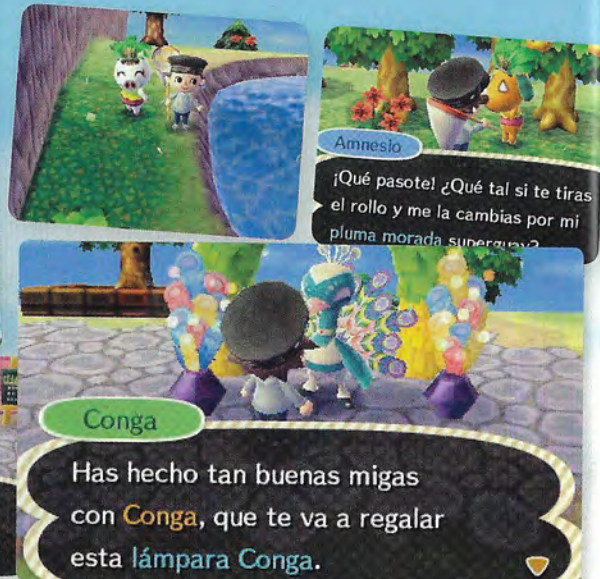 Amnesio
¡Qué pasote! ¿Qué tal si te tiras
el rollo y me la cambias por mi
pluma morada superguay?
Conga
Has hecho tan buenas migas
con Conga, que te va a regalar
esta lámpara Conga.